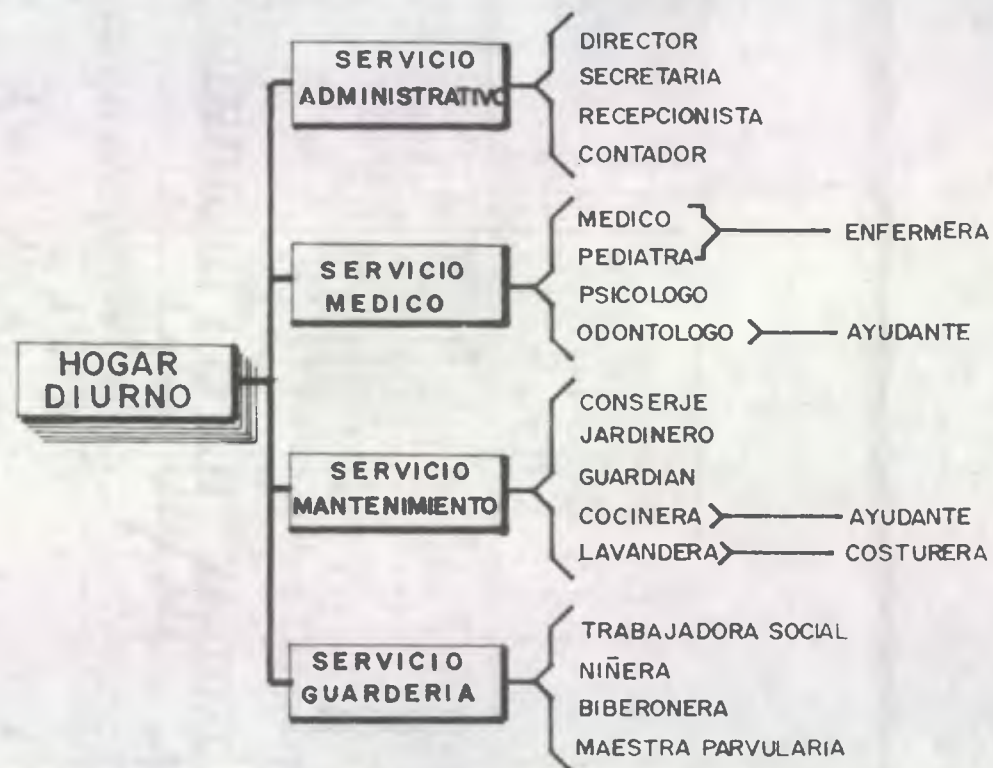 HOGAR
DIURNO
SERVICIO
ADMINISTRATIVO
DIRECTOR
SECRETARIA
RECEPCIONISTA
CONTADOR
SERVICIO
MEDICO
MEDICO
PEDIATRA
ENFERMERA
PSICOLOGO
ODONTOLOGO
AYUDANTE
SERVICIO
MANTENIMIENTO
CONSERJE
JARDINERO
GUARDIAN
COCINERA
AYUDANTE
LAVANDERA
COSTURERA
SERVICIO
GUARDERIA
TRABAJADORA SOCIAL
NIÑERA
BIBERONERA
MAESTRA PARVULARIA